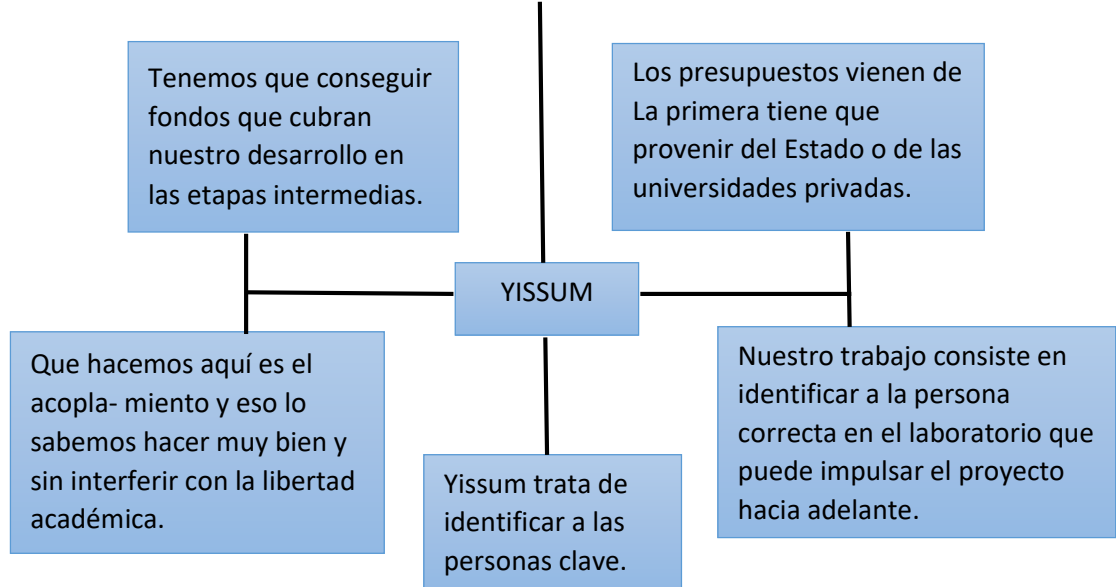 Tenemos que conseguir
fondos que cubran
nuestro desarrollo en
las etapas intermedias.
Los presupuestos vienen de
La primera tiene que
provenir del Estado o de las
universidades privadas.
YISSUM
Que hacemos aquí es el
acopla- miento y eso lo
sabemos hacer muy bien y
sin interferir con la libertad
académica.
Yissum trata de
identificar a las
personas clave.
Nuestro trabajo consiste en
identificar a la persona
correcta en el laboratorio que
puede impulsar el proyecto
hacia adelante.